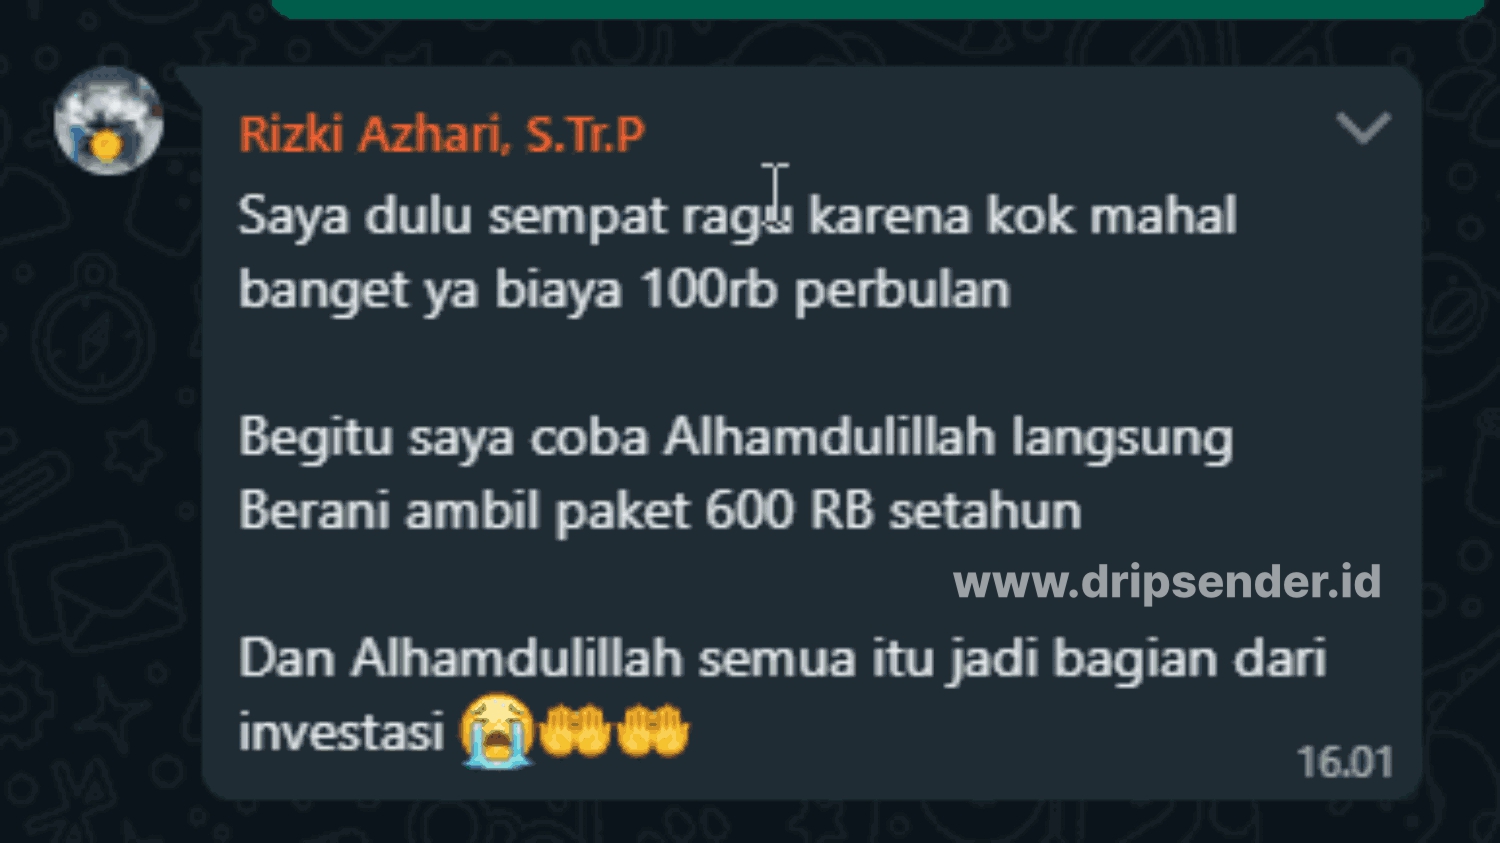 Rizki Azhari, S.Tr.P
Saya dulu sempat ragu karena kok mahal
banget ya biaya 100rb perbulan
Begitu saya coba Alhamdulillah langsung
Berani ambil paket 600 RB setahun
www.dripsender.id
Dan Alhamdulillah semua itu jadi bagian dari
investasi 😭🤲🤲
16.01